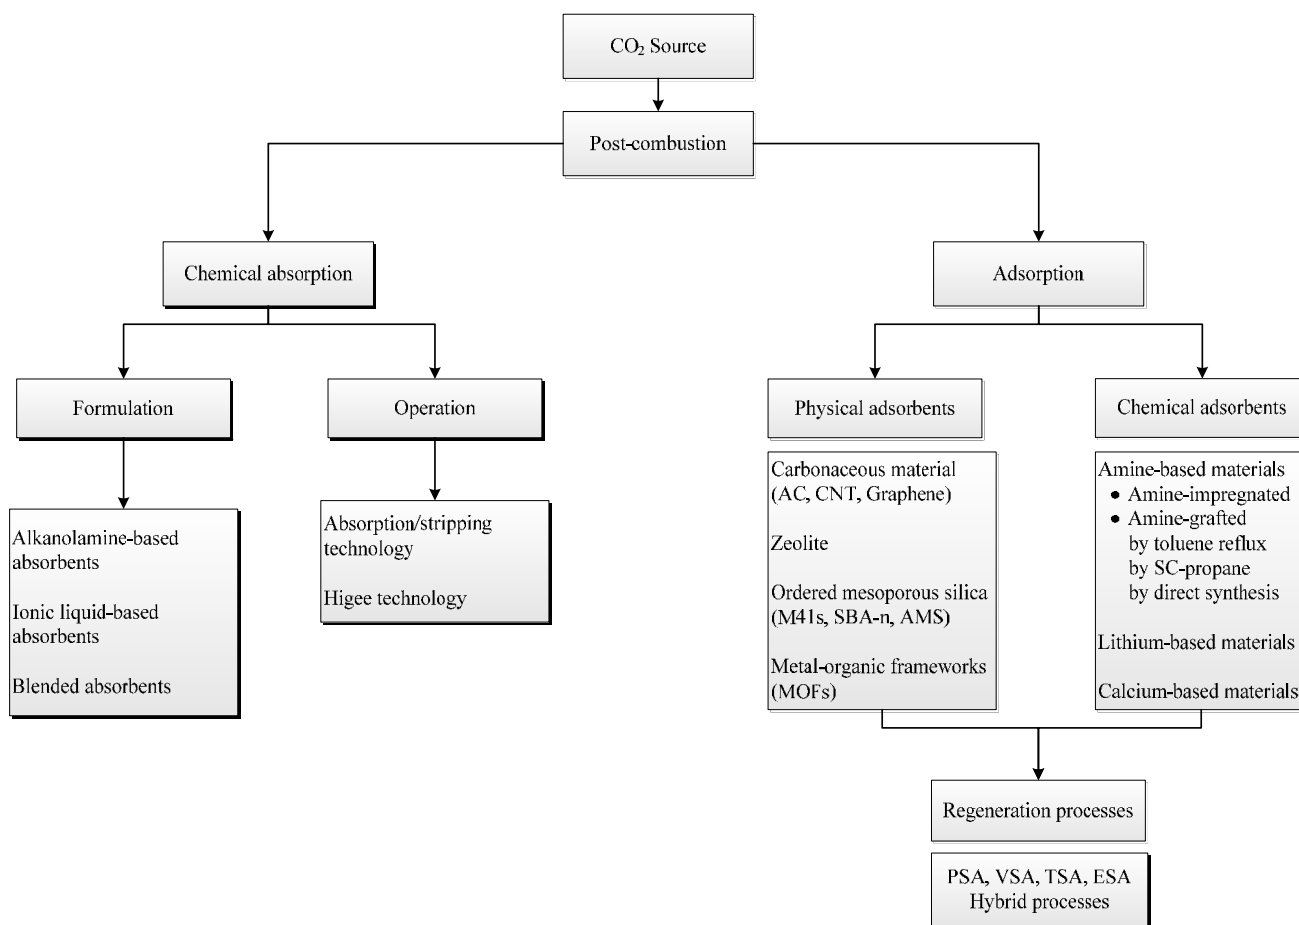 CO₂ Source
Post-combustion
Chemical absorption
Adsorption
Formulation
Operation
Physical adsorbents
Chemical adsorbents
Alkanolamine-based
absorbents
Ionic liquid-based
absorbents
Blended absorbents
Absorption/stripping
technology
Higee technology
Carbonaceous material
(AC, CNT, Graphene)
Zeolite
Ordered mesoporous silica
(M41s, SBA-n, AMS)
Metal-organic frameworks
(MOFs)
Amine-based materials
● Amine-impregnated
● Amine-grafted
by toluene reflux
by SC-propane
by direct synthesis
Lithium-based materials
Calcium-based materials
Regeneration processes
PSA, VSA, TSA, ESA
Hybrid processes